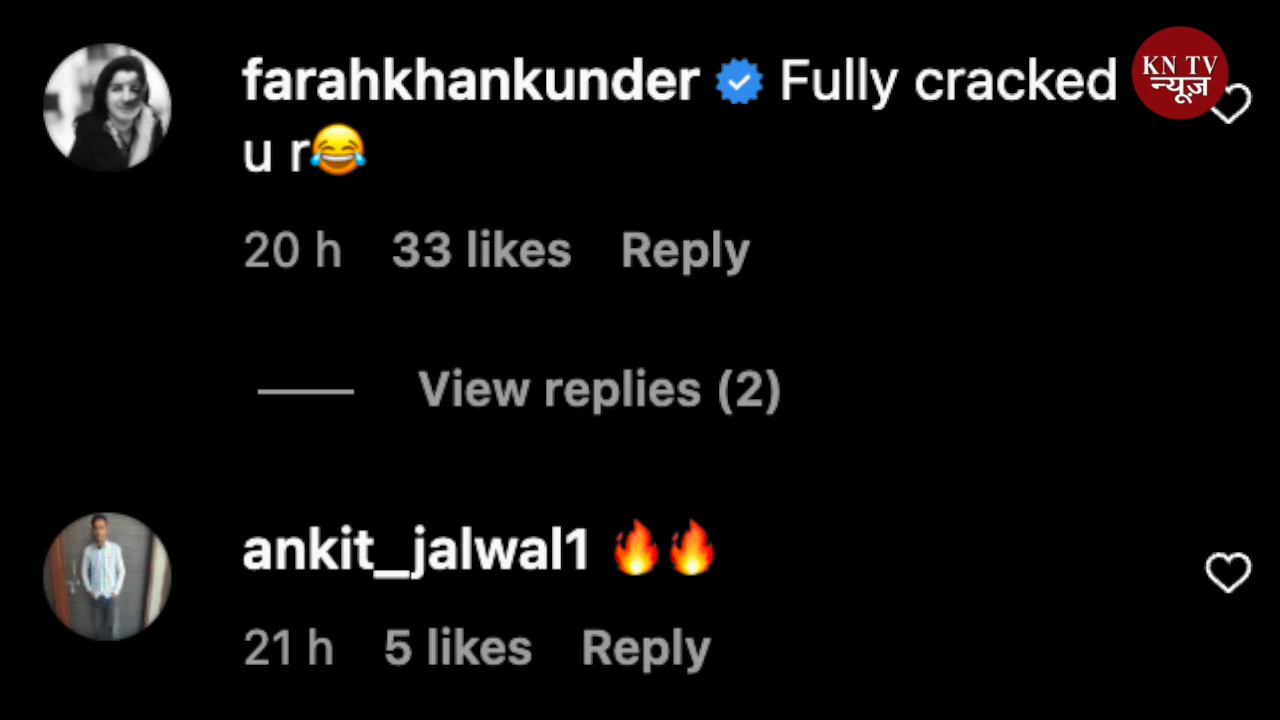 farahkhankunder Fully cracked
u r😂
20 h 33 likes Reply
View replies (2)
ankit_jalwal1 🔥🔥
21 h 5 likes Reply
KN TV
न्यूज़